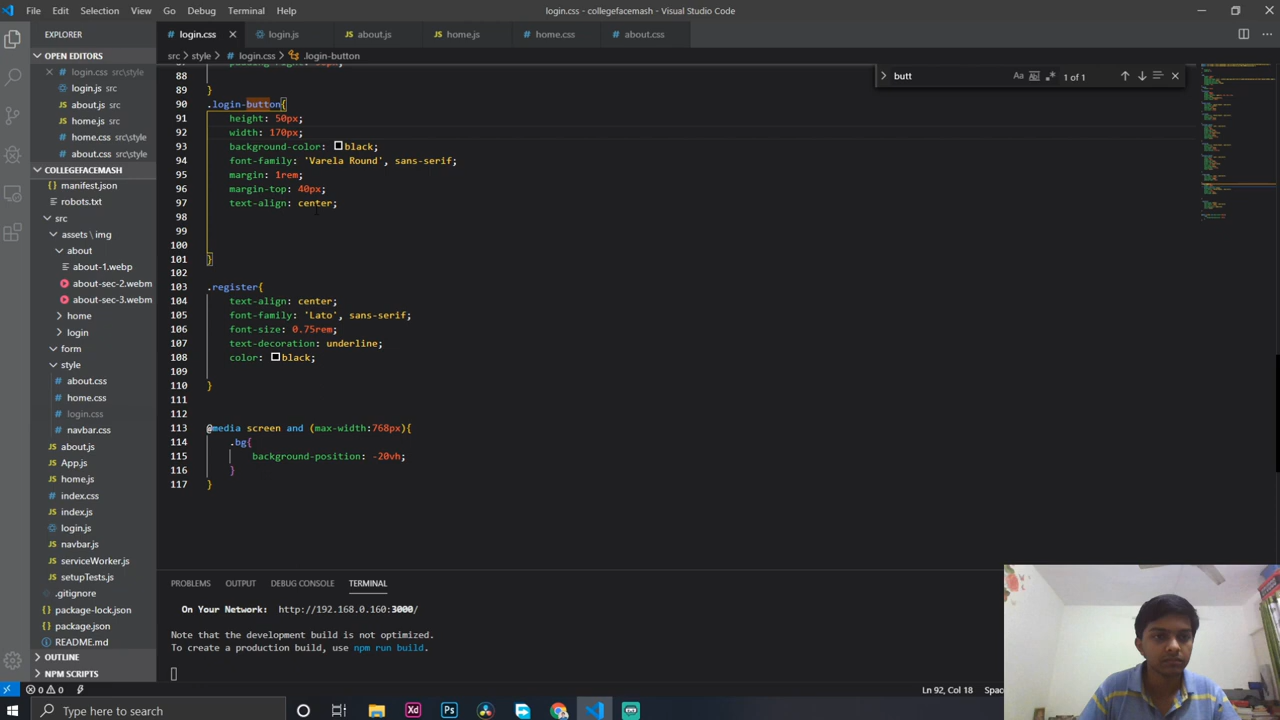 File Edit Selection View Go Debug Terminal Help
login.css - collegefacemash - Visual Studio Code
EXPLORER
login.css login.js about.js home.js home.css about.css
OPEN EDITORS
login.css src\style
login.js src
about.js src
home.js src
home.css src\style
about.css src\style
COLLEGEFACEMASH
manifest.json
robots.txt
src
assets \ img
about
about-1.webp
about-sec-2.webm
about-sec-3.webm
home
login
form
style
about.css
home.css
login.css
navbar.css
about.js
App.js
home.js
index.css
index.js
login.js
navbar.js
serviceWorker.js
setupTests.js
.gitignore
package-lock.json
package.json
README.md
OUTLINE
NPM SCRIPTS
src > style > login.css > .login-button
butt
Aa Abl .* 1 of 1
88
89 }
90 .login-button{
91 height: 50px;
92 width: 170px;
93 background-color: black;
94 font-family: 'Varela Round', sans-serif;
95 margin: 1rem;
96 margin-top: 40px;
97 text-align: center;
98
99
100
101 }
102
103 .register{
104 text-align: center;
105 font-family: 'Lato', sans-serif;
106 font-size: 0.75rem;
107 text-decoration: underline;
108 color: black;
109
110 }
111
112
113 @media screen and (max-width:768px){
114 .bg{
115 background-position: -20vh;
116 }
117 }
PROBLEMS OUTPUT DEBUG CONSOLE TERMINAL
On Your Network: http://192.168.0.160:3000/
Note that the development build is not optimized.
To create a production build, use npm run build.
0 0
Ln 92, Col 18
Type here to search
Xd
Ps